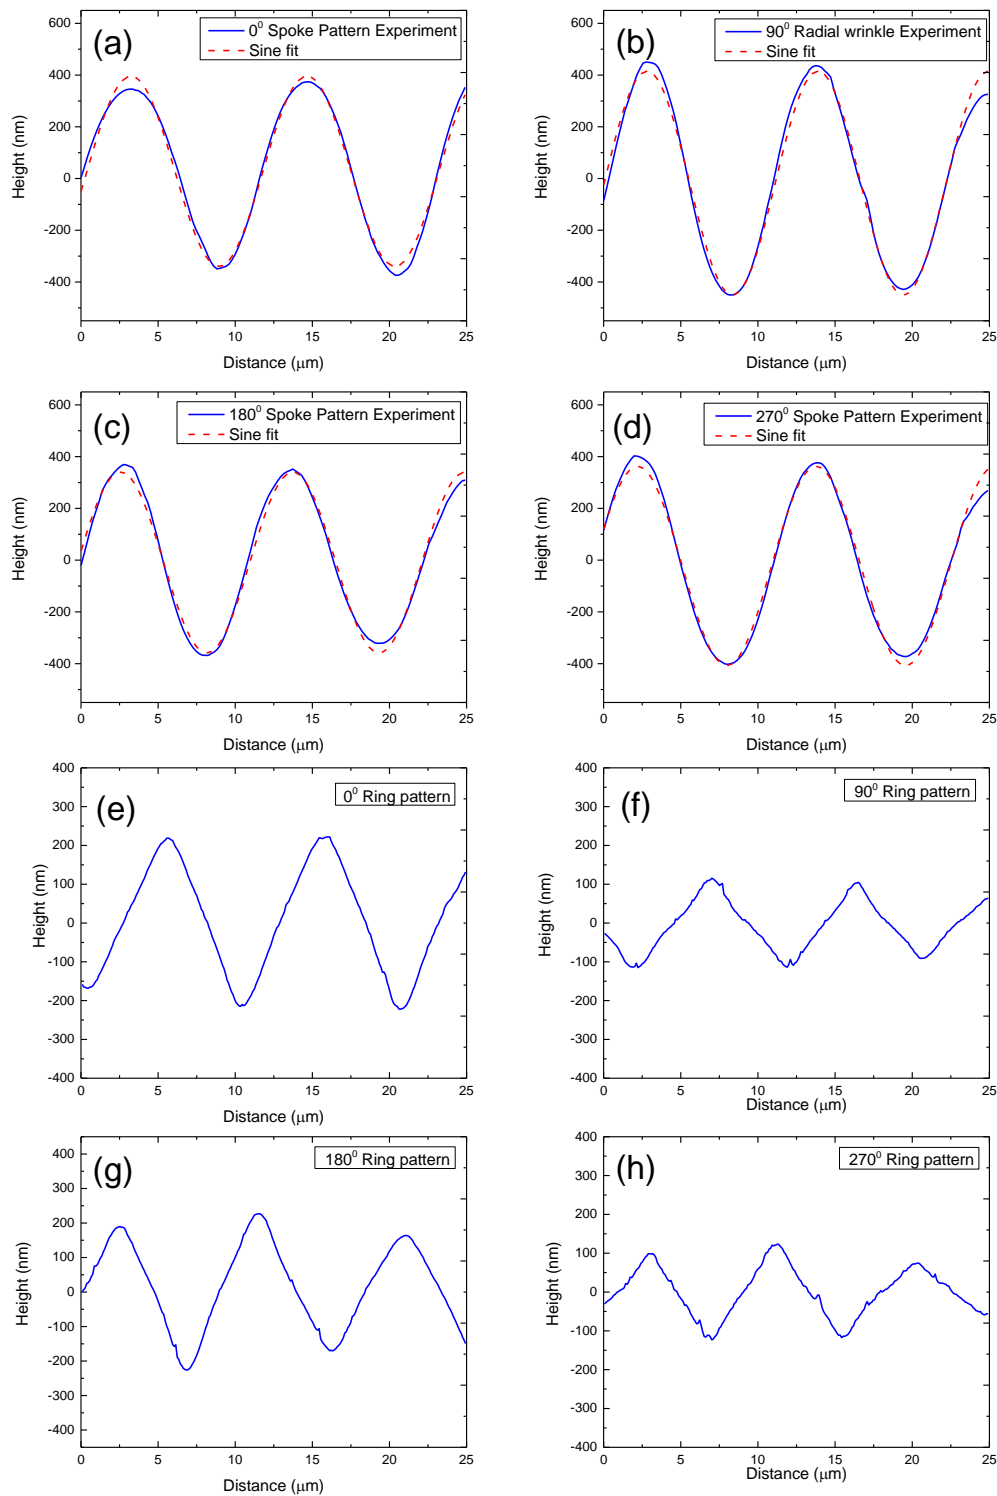 (a)
0⁰ Spoke Pattern Experiment
Sine fit
600
400
200
0
-200
-400
Height (nm)
0 5 10 15 20 25
Distance (μm)
(b)
90⁰ Radial wrinkle Experiment
Sine fit
600
400
200
0
-200
-400
Height (nm)
0 5 10 15 20 25
Distance (μm)
(c)
180⁰ Spoke Pattern Experiment
Sine fit
600
400
200
0
-200
-400
Height (nm)
0 5 10 15 20 25
Distance (μm)
(d)
270⁰ Spoke Pattern Experiment
Sine fit
600
400
200
0
-200
-400
Height (nm)
0 5 10 15 20 25
Distance (μm)
(e)
0⁰ Ring pattern
400
300
200
100
0
-100
-200
-300
-400
Height (nm)
0 5 10 15 20 25
Distance (μm)
(f)
90⁰ Ring pattern
400
300
200
100
0
-100
-200
-300
-400
Height (nm)
0 5 10 15 20 25
Distance (μm)
(g)
180⁰ Ring pattern
400
300
200
100
0
-100
-200
-300
-400
Height (nm)
0 5 10 15 20 25
Distance (μm)
(h)
270⁰ Ring pattern
400
300
200
100
0
-100
-200
-300
-400
Height (nm)
0 5 10 15 20 25
Distance (μm)